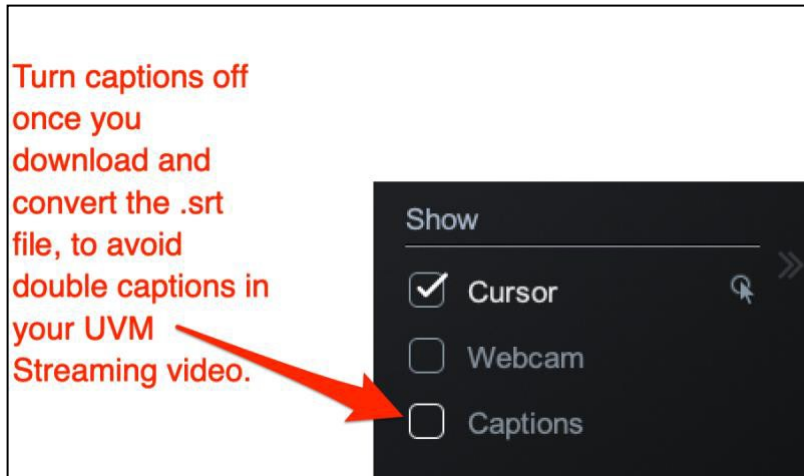 Turn captions off
once you
download and
convert the .srt
file, to avoid
double captions in
your UVM
Streaming video.
Show
Cursor
Webcam
Captions